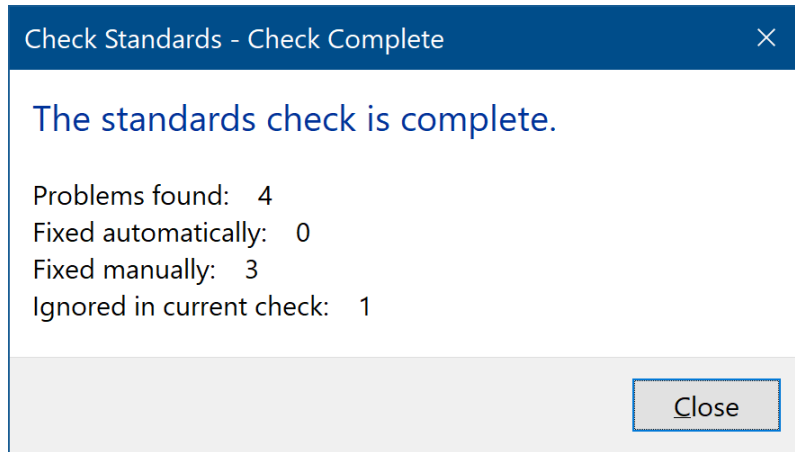 Check Standards - Check Complete
The standards check is complete.
Problems found: 4
Fixed automatically: 0
Fixed manually: 3
Ignored in current check: 1
Close